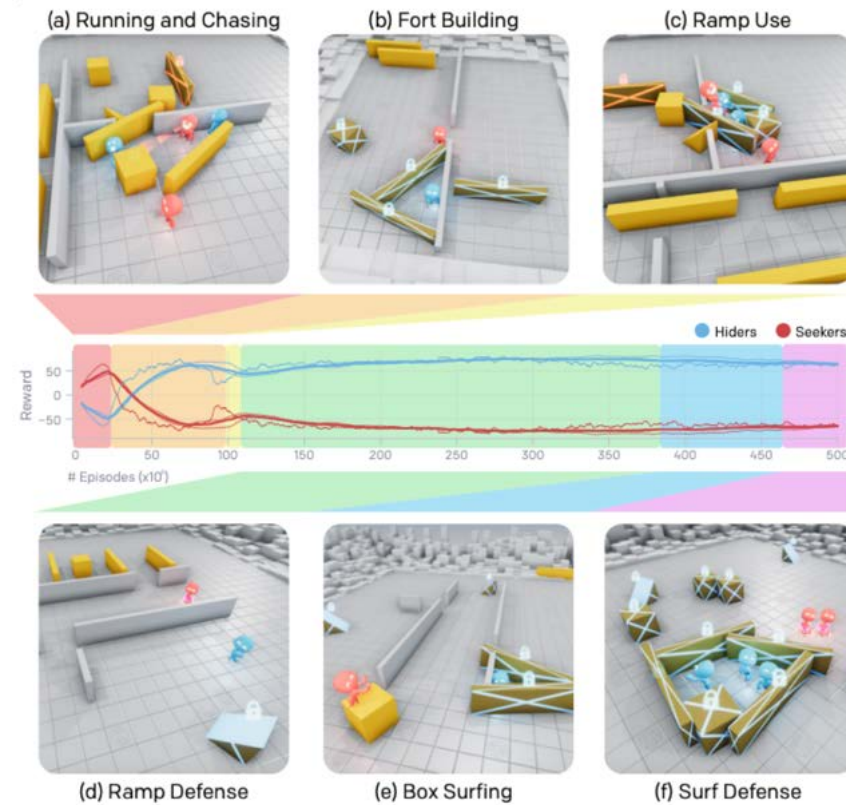 (a) Running and Chasing
(b) Fort Building
(c) Ramp Use
Hiders
Seekers
Reward
50
0
−50
0
50
100
150
200
250
300
350
400
450
500
# Episodes
(d) Ramp Defense
(e) Box Surfing
(f) Surf Defense